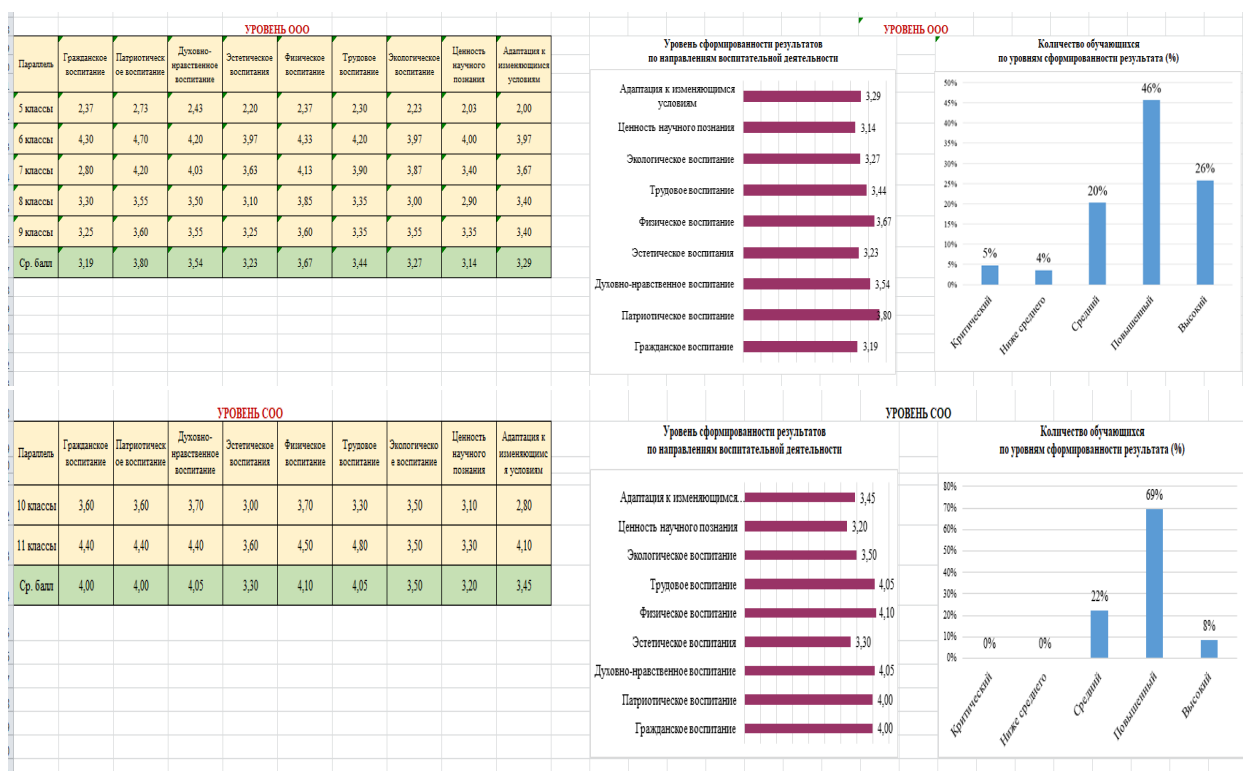 УРОВЕНЬ ООО
Параллель Гражданское воспитание Патриотическ ое воспитание Духовно-нравственное воспитание Эстетическое воспитания Физическое воспитание Трудовое воспитание Экологическое воспитание Ценность научного познания Адаптация к изменяющимся условиям
5 классы 2,37 2,73 2,43 2,20 2,37 2,30 2,23 2,03 2,00
6 классы 4,30 4,70 4,20 3,97 4,33 4,20 3,97 4,00 3,97
7 классы 2,80 4,20 4,03 3,63 4,13 3,90 3,87 3,40 3,67
8 классы 3,30 3,55 3,50 3,10 3,85 3,35 3,00 2,90 3,40
9 классы 3,25 3,60 3,55 3,25 3,60 3,35 3,55 3,35 3,40
Ср. балл 3,19 3,80 3,54 3,23 3,67 3,44 3,27 3,14 3,29
УРОВЕНЬ ООО
Уровень сформированности результатов
по направлениям воспитательной деятельности
Адаптация к изменяющимся
условиям 3,29
Ценность научного познания 3,14
Экологическое воспитание 3,27
Трудовое воспитание 3,44
Физическое воспитание 3,67
Эстетическое воспитания 3,23
Духовно-нравственное воспитание 3,54
Патриотическое воспитание 3,80
Гражданское воспитание 3,19
Количество обучающихся
по уровням сформированности результата (%)
50%
45%
40%
35%
30%
25%
20%
15%
10%
5%
0%
5% 4% 20% 46% 26%
Критический Ниже среднего Средний Повышенный Высокий
УРОВЕНЬ СОО
Параллель Гражданское воспитание Патриотическ ое воспитание Духовно-нравственное воспитание Эстетическое воспитания Физическое воспитание Трудовое воспитание Экологическо е воспитание Ценность научного познания Адаптация к изменяющимс я условиям
10 классы 3,60 3,60 3,70 3,00 3,70 3,30 3,50 3,10 2,80
11 классы 4,40 4,40 4,40 3,60 4,50 4,80 3,50 3,30 4,10
Ср. балл 4,00 4,00 4,05 3,30 4,10 4,05 3,50 3,20 3,45
УРОВЕНЬ СОО
Уровень сформированности результатов
по направлениям воспитательной деятельности
Адаптация к изменяющимся... 3,45
Ценность научного познания 3,20
Экологическое воспитание 3,50
Трудовое воспитание 4,05
Физическое воспитание 4,10
Эстетическое воспитания 3,30
Духовно-нравственное воспитание 4,05
Патриотическое воспитание 4,00
Гражданское воспитание 4,00
Количество обучающихся
по уровням сформированности результата (%)
80%
70%
60%
50%
40%
30%
20%
10%
0%
0% 0% 22% 69% 8%
Критический Ниже среднего Средний Повышенный Высокий